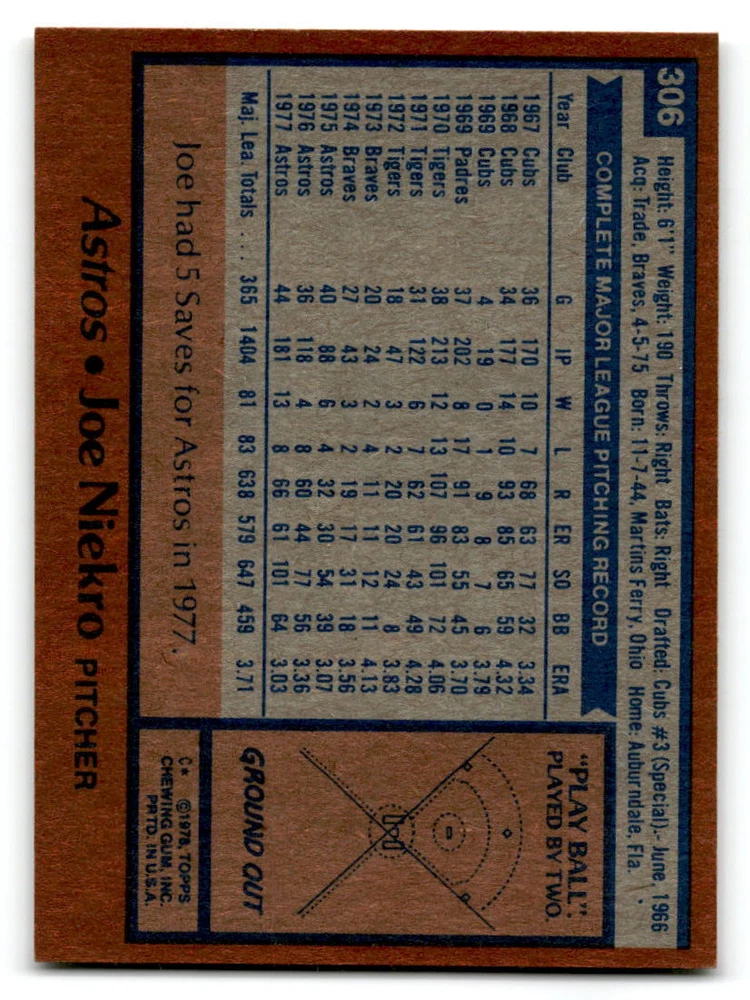 306
Height: 6'1" Weight: 190 Throws: Right Bats: Right Drafted: Cubs #3 (Special).- June, 1966
Acq: Trade, Braves, 4-5-75 Born: 11-7-44, Martins Ferry, Ohio Home: Auburndale, Fla.
COMPLETE MAJOR LEAGUE PITCHING RECORD
Year Club G IP W L R ER SO BB ERA
1967 Cubs 36 170 10 7 68 63 77 32 3.34
1968 Cubs 34 177 14 10 93 85 65 59 4.32
1969 Cubs 4 19 0 1 9 8 7 6 3.79
1969 Padres 37 202 8 17 91 83 55 45 3.70
1970 Tigers 38 213 12 13 107 96 101 72 4.06
1971 Tigers 31 122 6 7 62 61 43 49 4.28
1972 Tigers 18 47 3 2 20 20 24 8 3.83
1973 Braves 20 24 2 4 11 11 12 11 4.13
1974 Braves 27 43 3 2 19 17 31 18 3.56
1975 Astros 40 88 6 4 32 30 54 39 3.07
1976 Astros 36 118 4 8 60 44 77 56 3.36
1977 Astros 44 181 13 8 66 61 101 64 3.03
Maj. Lea. Totals .... 365 1404 81 83 638 579 647 459 3.71
Joe had 5 Saves for Astros in 1977.
"PLAY BALL".
PLAYED BY TWO.
GROUND OUT
C* ©1978, TOPPS
CHEWING GUM, INC.
PRTD. IN U.S.A.
Astros • Joe Niekro PITCHER